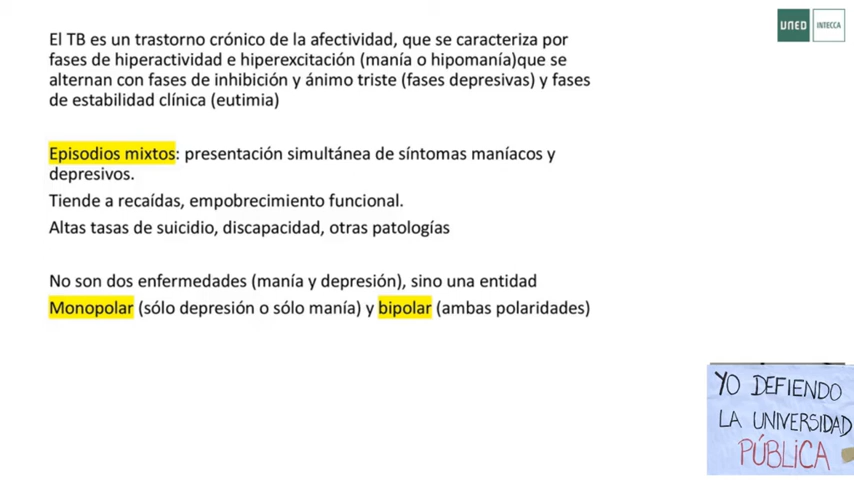 UNED
INTECCA
El TB es un trastorno crónico de la afectividad, que se caracteriza por
fases de hiperactividad e hiperexcitación (manía o hipomanía)que se
alternan con fases de inhibición y ánimo triste (fases depresivas) y fases
de estabilidad clínica (eutimia)
Episodios mixtos: presentación simultánea de síntomas maníacos y
depresivos.
Tiende a recaídas, empobrecimiento funcional.
Altas tasas de suicidio, discapacidad, otras patologías
No son dos enfermedades (manía y depresión), sino una entidad
Monopolar (sólo depresión o sólo manía) y bipolar (ambas polaridades)
YO DEFIENDO
LA UNIVERSIDAD
PÚBLICA